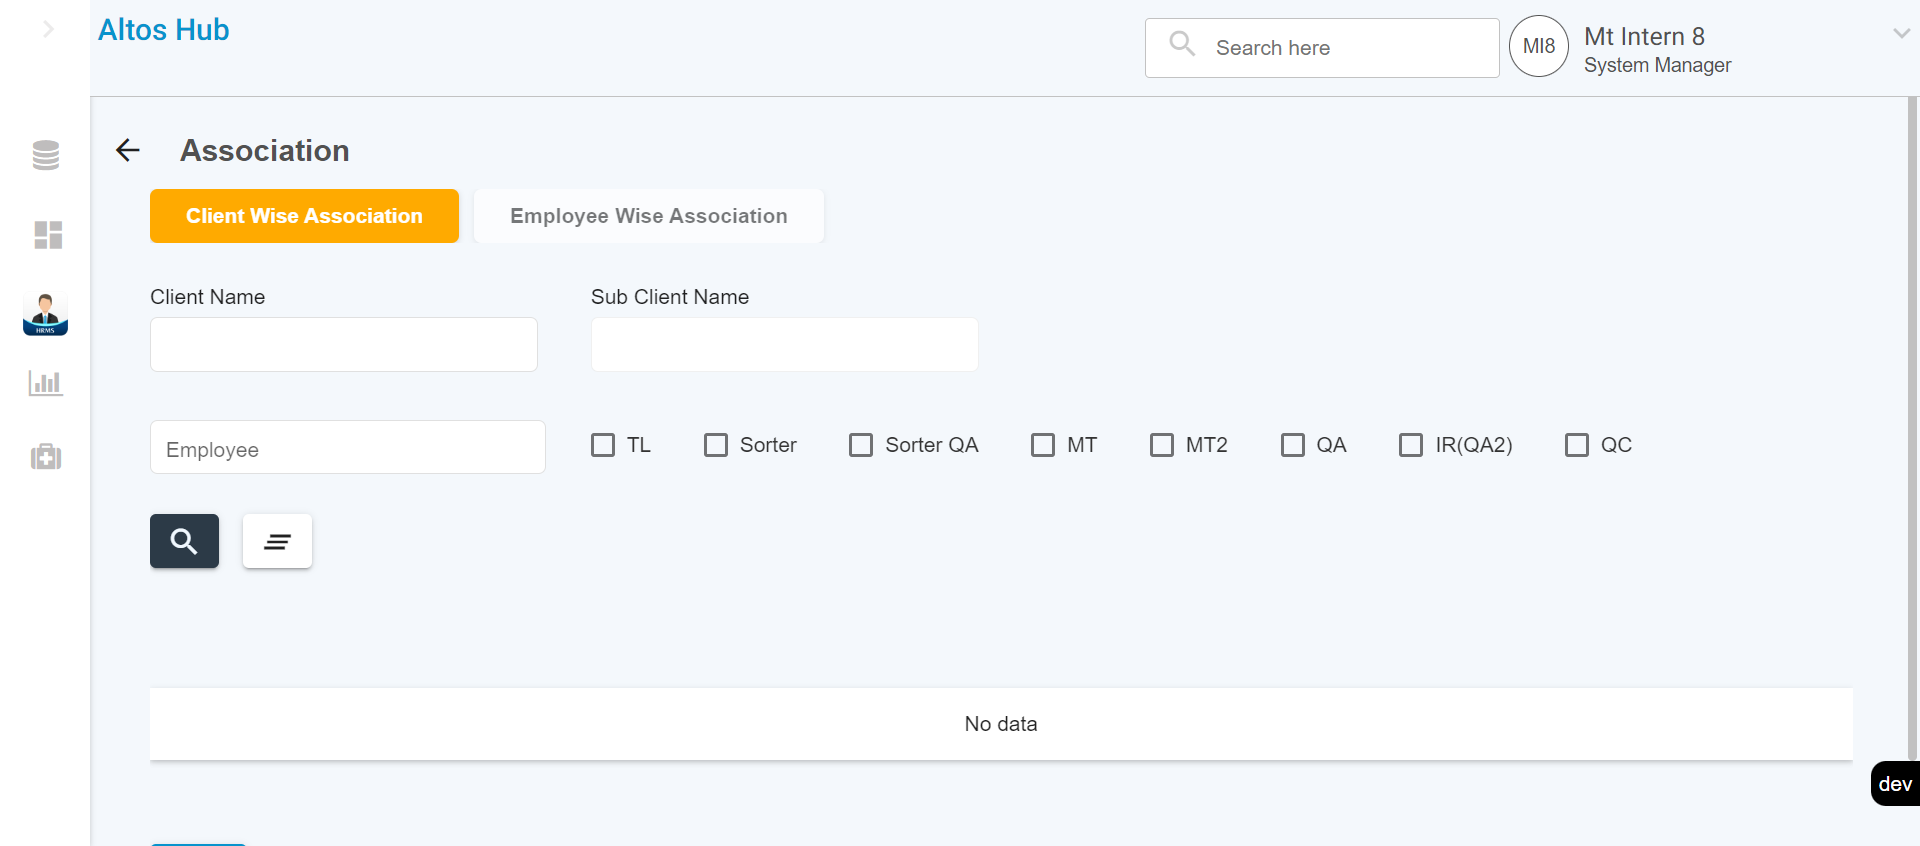 Altos Hub
Search here
MI8
Mt Intern 8
System Manager
Association
Client Wise Association
Employee Wise Association
Client Name
Sub Client Name
Employee
TL
Sorter
Sorter QA
MT
MT2
QA
IR(QA2)
QC
HRMS
No data
dev